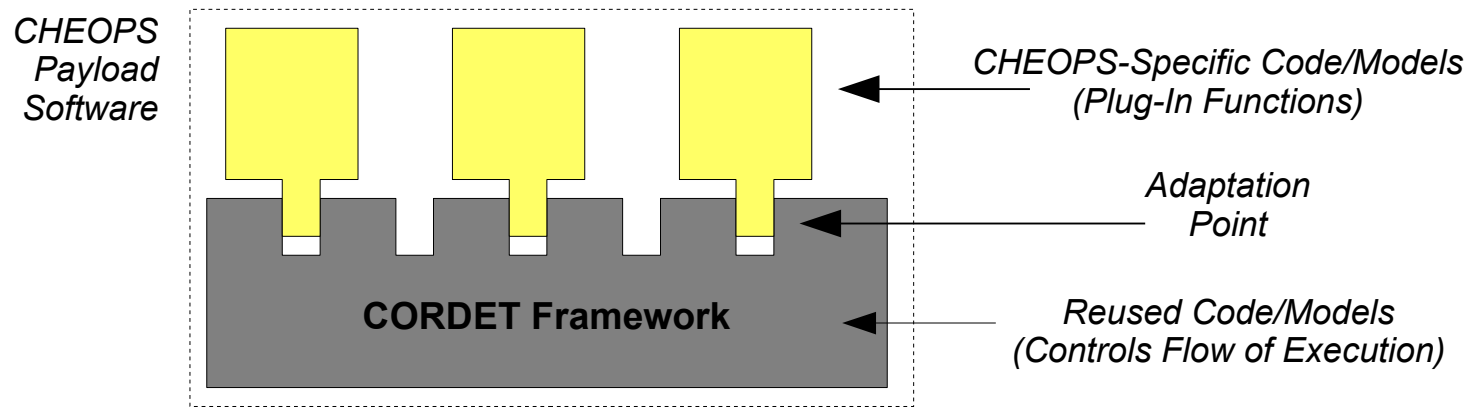 CHEOPS
Payload
Software
CHEOPS-Specific Code/Models
(Plug-In Functions)
Adaptation
Point
CORDET Framework
Reused Code/Models
(Controls Flow of Execution)